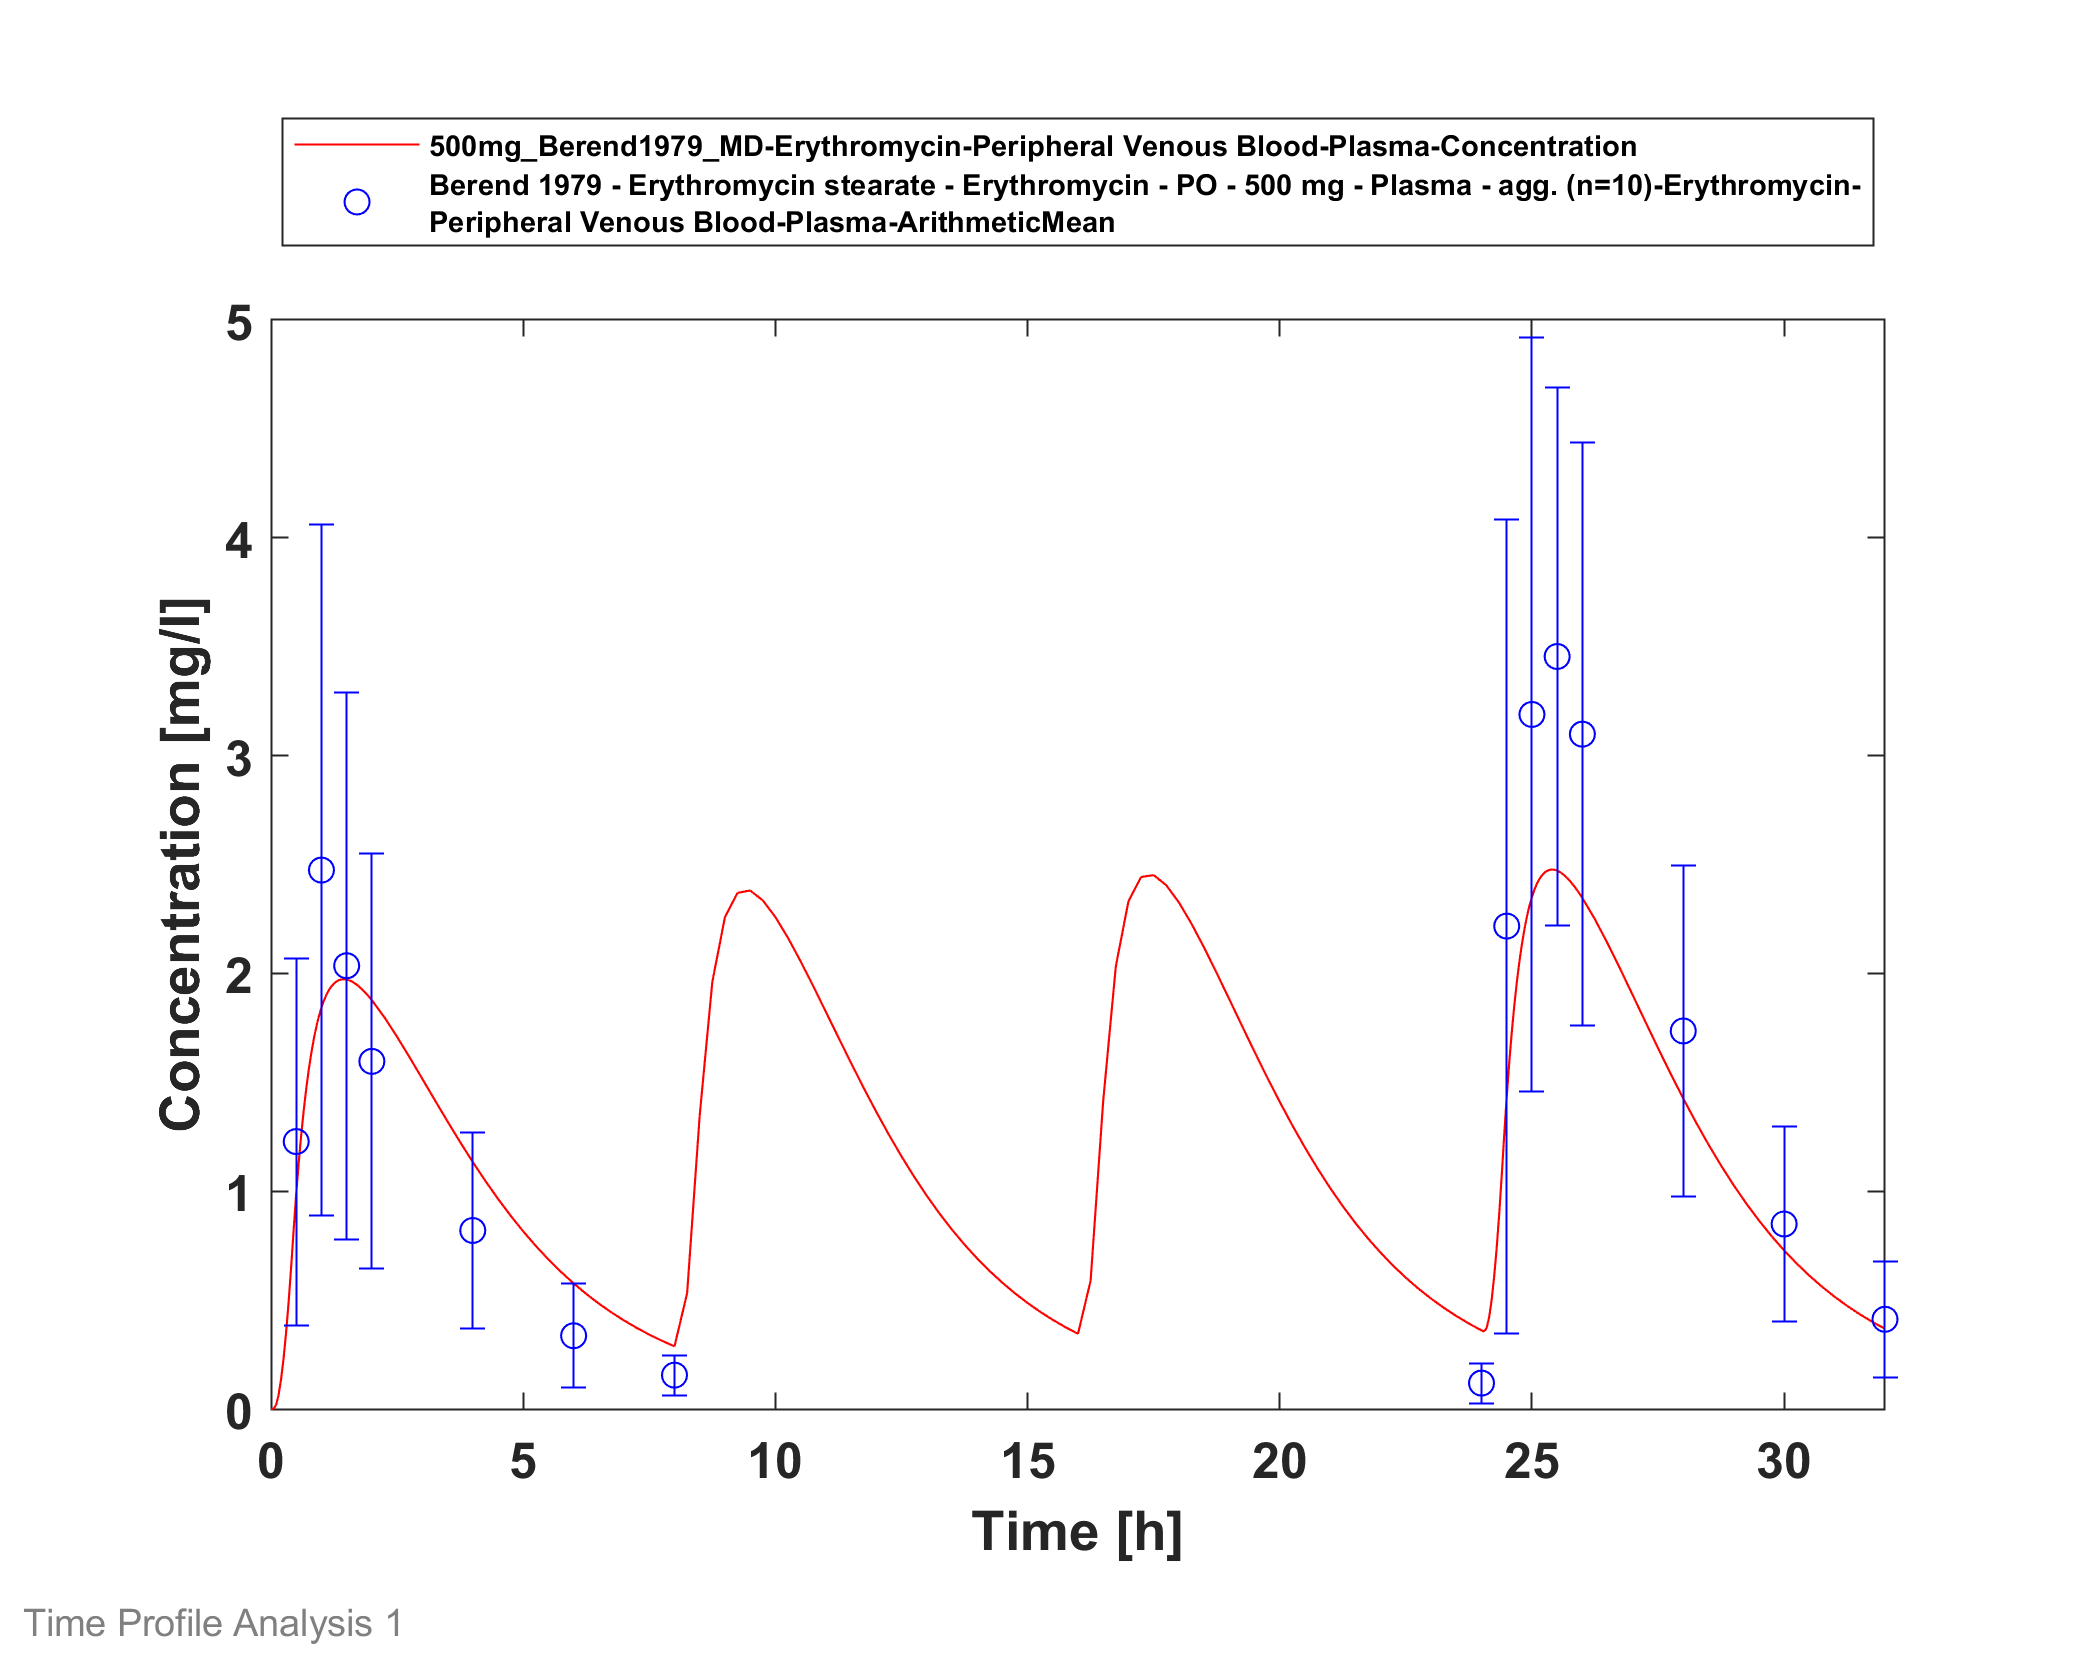 500mg_Berend1979_MD-Erythromycin-Peripheral Venous Blood-Plasma-Concentration
Berend 1979 - Erythromycin stearate - Erythromycin - PO - 500 mg - Plasma - agg. (n=10)-Erythromycin-
Peripheral Venous Blood-Plasma-ArithmeticMean
5
4
3
2
1
0
Concentration [mg/l]
0 5 10 15 20 25 30
Time [h]
Time Profile Analysis 1